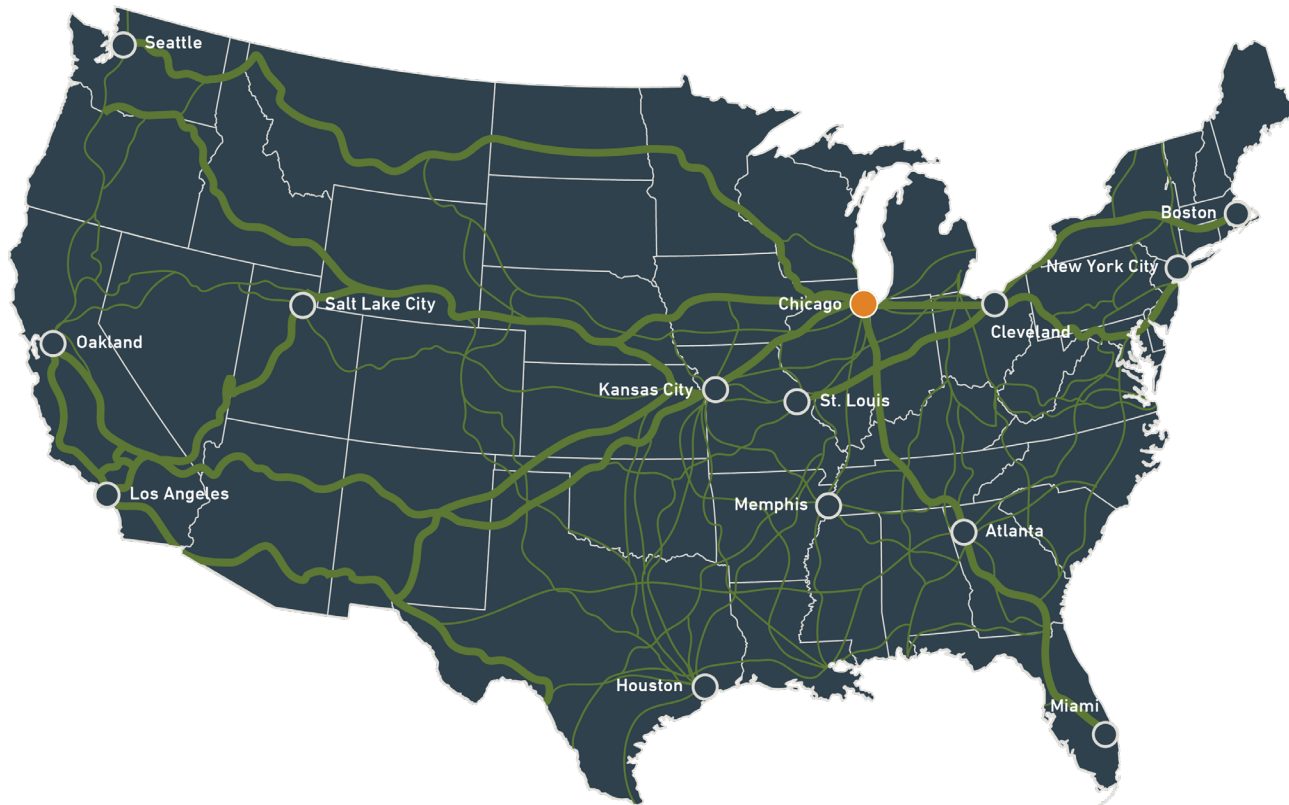 Seattle
Boston
New York City
Salt Lake City
Chicago
Cleveland
Oakland
Kansas City
St. Louis
Los Angeles
Memphis
Atlanta
Houston
Miami